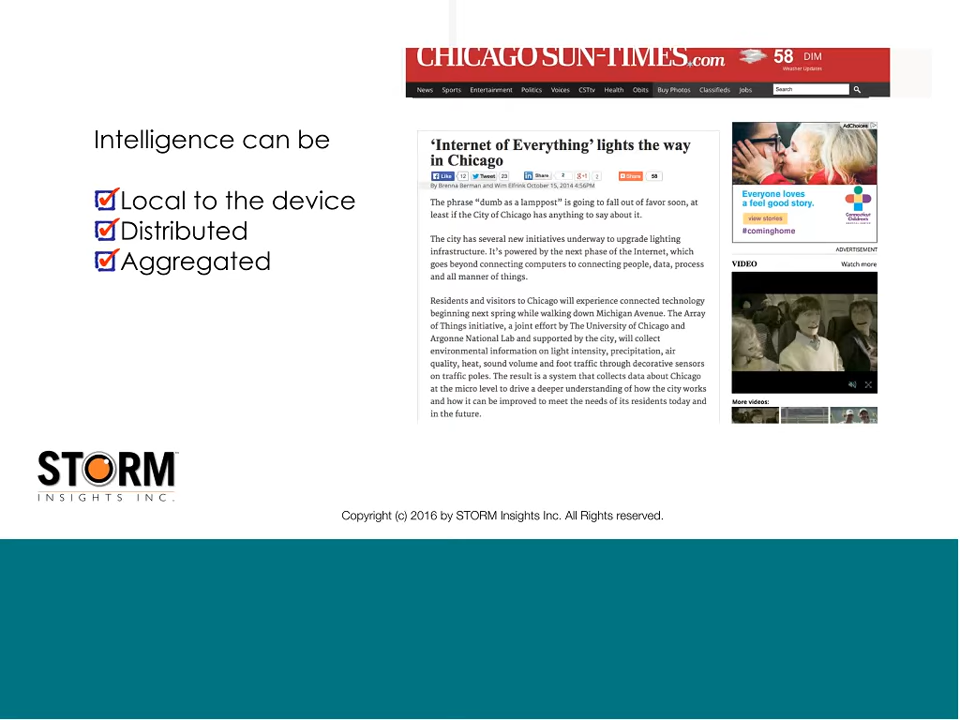 CHICAGO SUN-TIMES.com
58 DIM
Weather Updates
News Sports Entertainment Politics Voices CSTtv Health Obits Buy Photos Classifieds Jobs Search
Intelligence can be
Local to the device
Distributed
Aggregated
‘Internet of Everything’ lights the way
in Chicago
Like 12 Tweet 23 Share 2 g+1 2 Share 58
By Brenna Berman and Wim Elfrink October 15, 2014 4:56PM
The phrase “dumb as a lamppost” is going to fall out of favor soon, at
least if the City of Chicago has anything to say about it.
The city has several new initiatives underway to upgrade lighting
infrastructure. It’s powered by the next phase of the Internet, which
goes beyond connecting computers to connecting people, data, process
and all manner of things.
Residents and visitors to Chicago will experience connected technology
beginning next spring while walking down Michigan Avenue. The Array
of Things initiative, a joint effort by The University of Chicago and
Argonne National Lab and supported by the city, will collect
environmental information on light intensity, precipitation, air
quality, heat, sound volume and foot traffic through decorative sensors
on traffic poles. The result is a system that collects data about Chicago
at the micro level to drive a deeper understanding of how the city works
and how it can be improved to meet the needs of its residents today and
in the future.
AdChoices
Everyone loves
a feel good story.
view stories
#cominghome
Connecticut
Children's
ADVERTISEMENT
VIDEO Watch more
More videos:
STORM
INSIGHTS INC.
Copyright (c) 2016 by STORM Insights Inc. All Rights reserved.